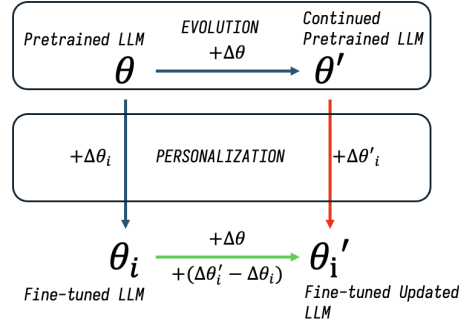 EVOLUTION
Continued
Pretrained LLM
Pretrained LLM
+Δθ
θ
θ′
+Δθᵢ
PERSONALIZATION
+Δθ′ᵢ
+Δθ
θᵢ
θᵢ′
+(Δθᵢ′ − Δθᵢ)
Fine-tuned LLM
Fine-tuned Updated
LLM